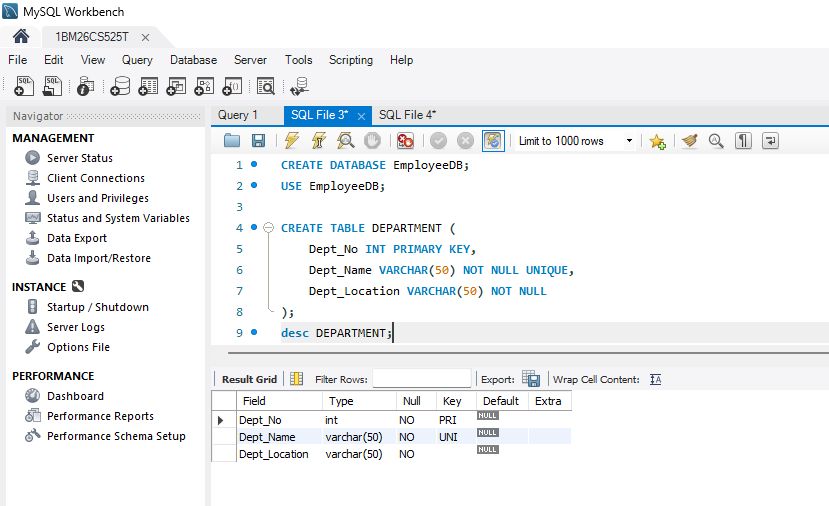 MySQL Workbench
1BM26CS525T
File Edit View Query Database Server Tools Scripting Help
Navigator
MANAGEMENT
Server Status
Client Connections
Users and Privileges
Status and System Variables
Data Export
Data Import/Restore
INSTANCE
Startup / Shutdown
Server Logs
Options File
PERFORMANCE
Dashboard
Performance Reports
Performance Schema Setup
Query 1 SQL File 3* SQL File 4*
Limit to 1000 rows
1 CREATE DATABASE EmployeeDB;
2 USE EmployeeDB;
3
4 CREATE TABLE DEPARTMENT (
5 Dept_No INT PRIMARY KEY,
6 Dept_Name VARCHAR(50) NOT NULL UNIQUE,
7 Dept_Location VARCHAR(50) NOT NULL
8 );
9 desc DEPARTMENT;
Result Grid Filter Rows: Export: Wrap Cell Content: IA
Field Type Null Key Default Extra
Dept_No int NO PRI NULL
Dept_Name varchar(50) NO UNI NULL
Dept_Location varchar(50) NO NULL